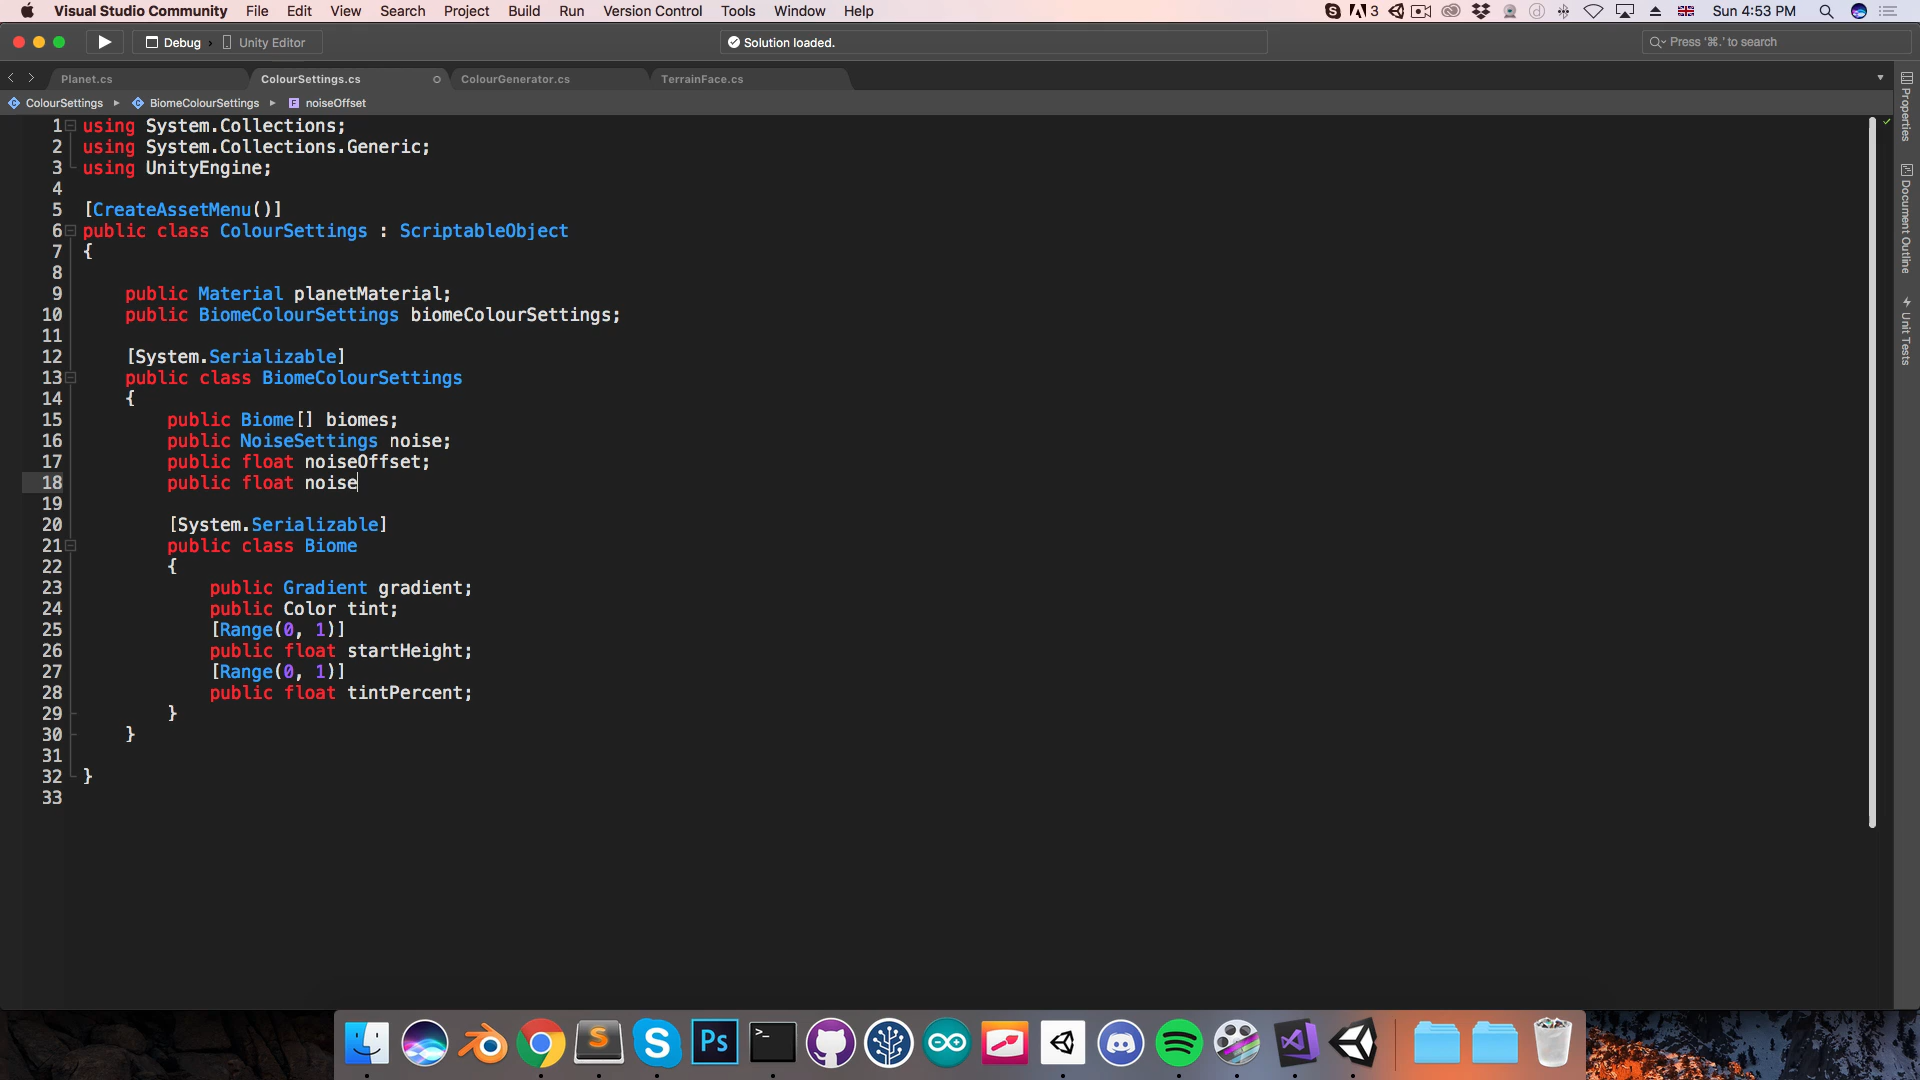 Visual Studio Community File Edit View Search Project Build Run Version Control Tools Window Help 3 Sun 4:53 PM
Debug Unity Editor Solution loaded. Press '⌘.' to search
Planet.cs ColourSettings.cs ColourGenerator.cs TerrainFace.cs
ColourSettings BiomeColourSettings noiseOffset
1 using System.Collections;
2 using System.Collections.Generic;
3 using UnityEngine;
4
5 [CreateAssetMenu()]
6 public class ColourSettings : ScriptableObject
7 {
8
9 public Material planetMaterial;
10 public BiomeColourSettings biomeColourSettings;
11
12 [System.Serializable]
13 public class BiomeColourSettings
14 {
15 public Biome[] biomes;
16 public NoiseSettings noise;
17 public float noiseOffset;
18 public float noise
19
20 [System.Serializable]
21 public class Biome
22 {
23 public Gradient gradient;
24 public Color tint;
25 [Range(0, 1)]
26 public float startHeight;
27 [Range(0, 1)]
28 public float tintPercent;
29 }
30 }
31
32 }
33
Properties
Document Outline
Unit Tests
Ps